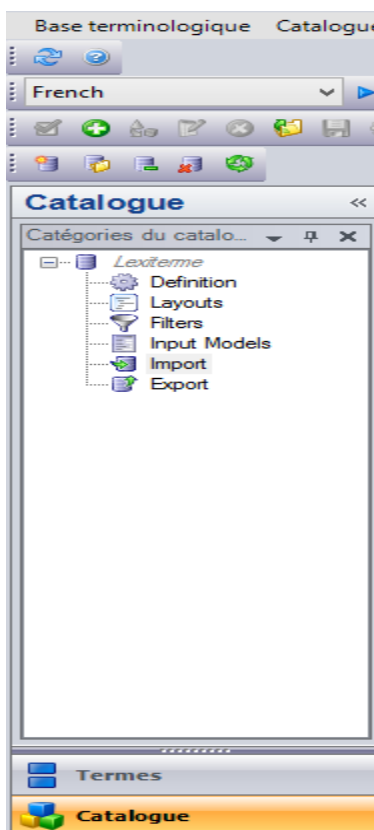 Base terminologique Catalogu
French
Catalogue
Catégories du catalo...
Lexiterme
Definition
Layouts
Filters
Input Models
Import
Export
Termes
Catalogue